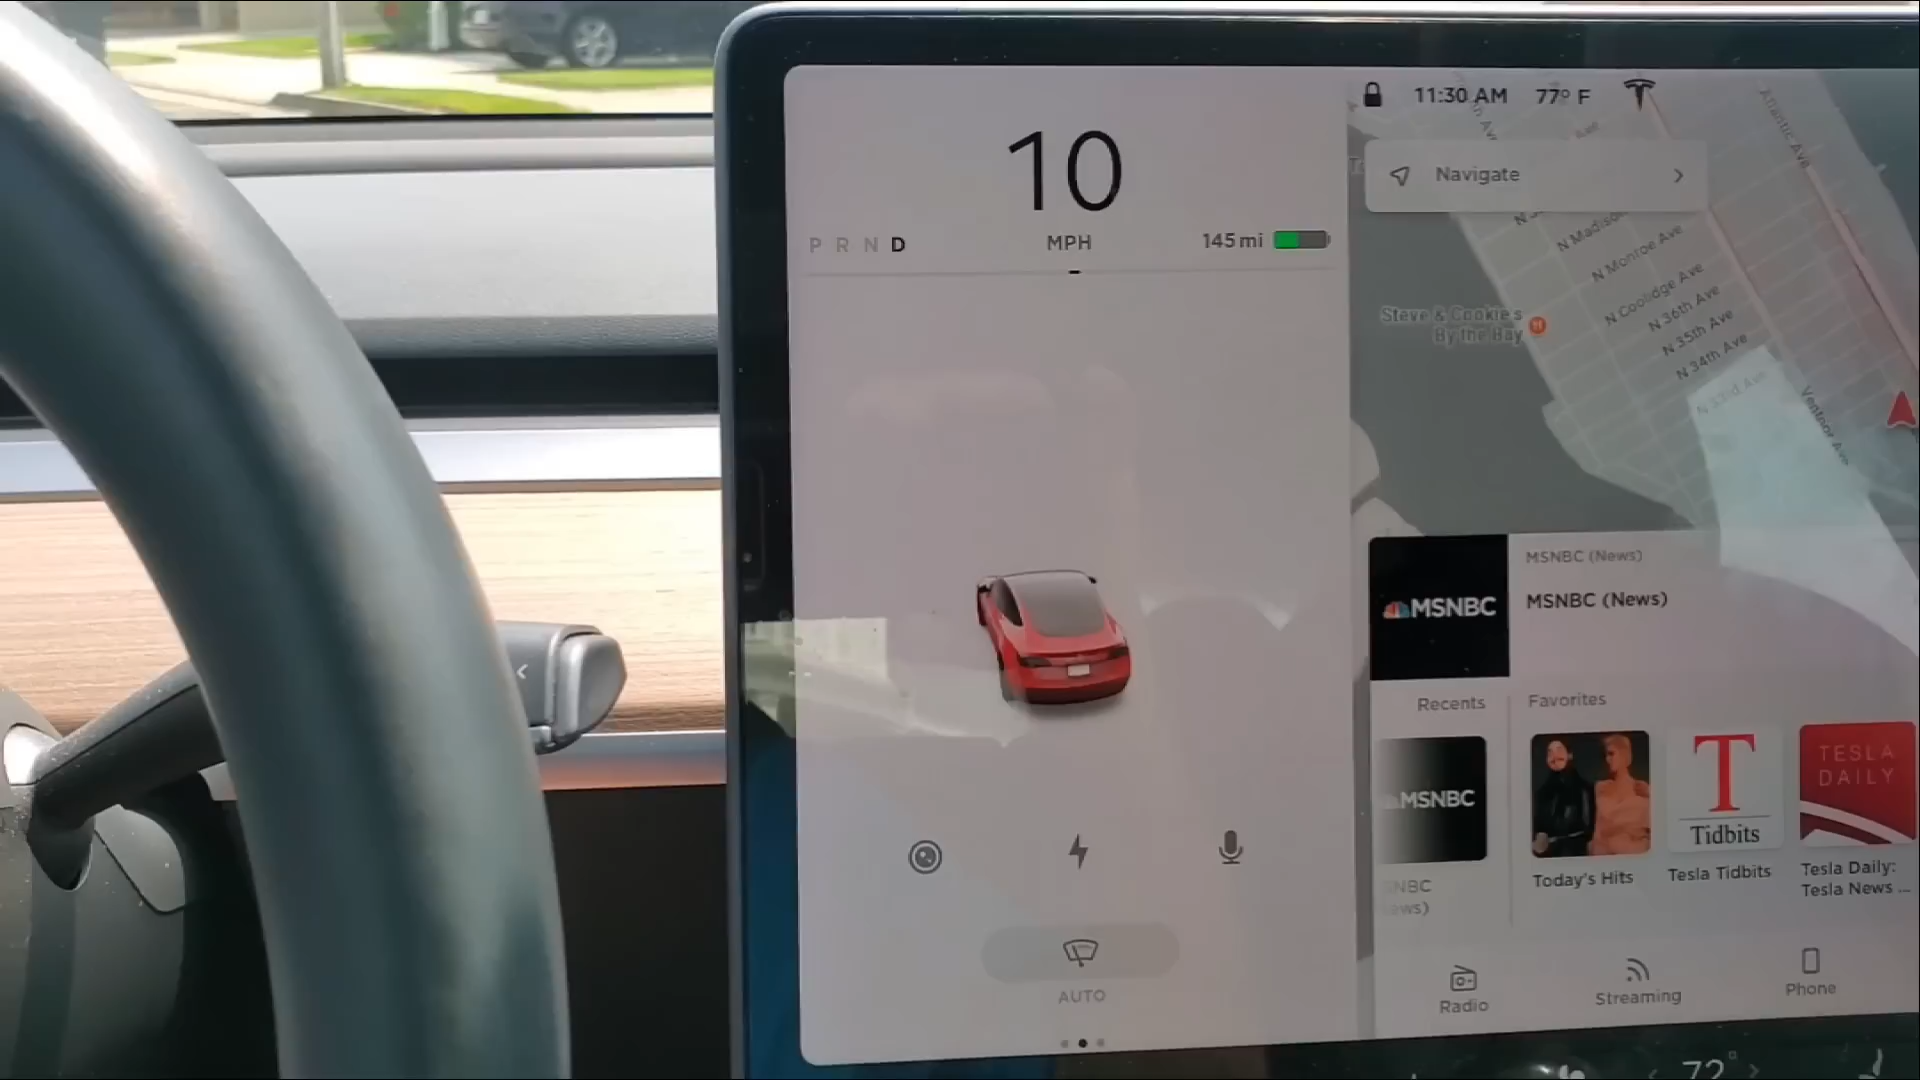 10
P R N D
MPH
145 mi
11:30 AM
77° F
Navigate
Atlantic Ave
N Madison
N Monroe Ave
N Coolidge Ave
N 36th Ave
N 35th Ave
N 34th Ave
N 33rd Ave
Ventnor Ave
Steve & Cookie's
By the Bay
MSNBC
MSNBC (News)
MSNBC (News)
Recents
Favorites
MSNBC
T
Tidbits
TESLA
DAILY
Today's Hits
Tesla Tidbits
Tesla Daily:
Tesla News ...
Radio
Streaming
Phone
AUTO
72°